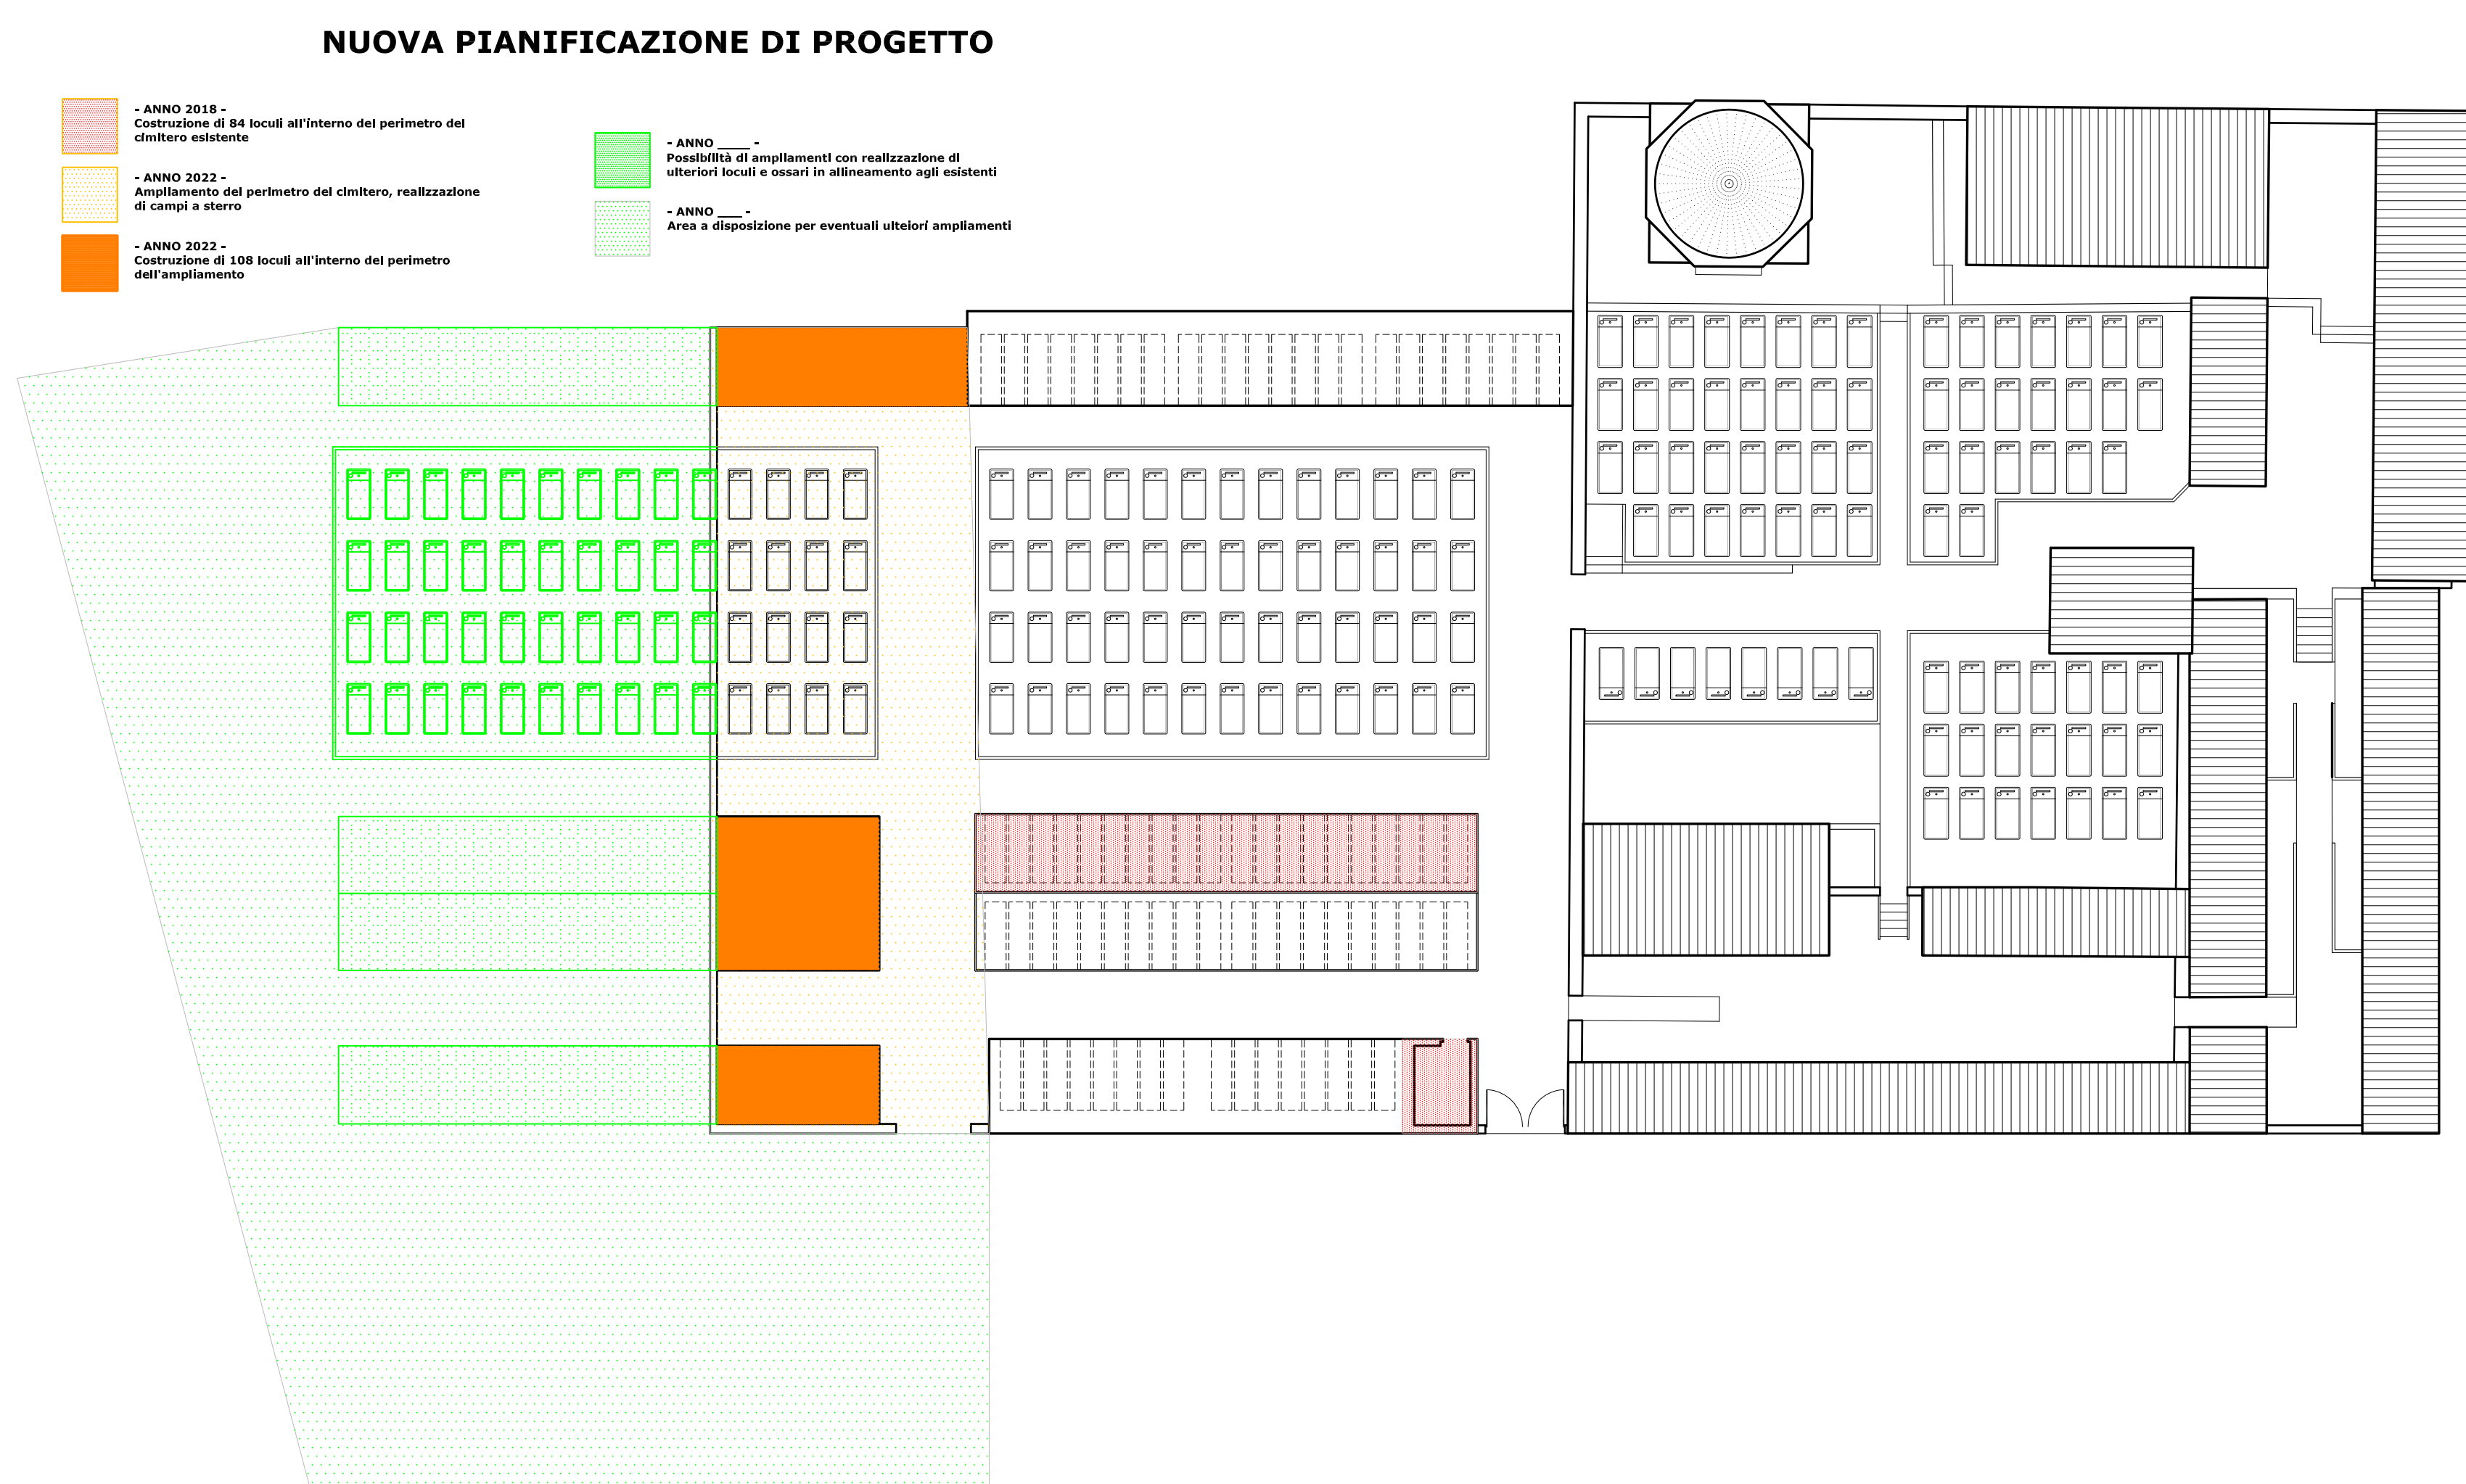 NUOVA PIANIFICAZIONE DI PROGETTO
- ANNO 2018 -
Costruzione di 84 loculi all'interno del perimetro del
cimitero esistente
- ANNO 2022 -
Ampliamento del perimetro del cimitero, realizzazione
di campi a sterro
- ANNO 2022 -
Costruzione di 108 loculi all'interno del perimetro
dell'ampliamento
- ANNO ____ -
Possibilità di ampliamenti con realizzazione di
ulteriori loculi e ossari in allineamento agli esistenti
- ANNO ___ -
Area a disposizione per eventuali ulteiori ampliamenti